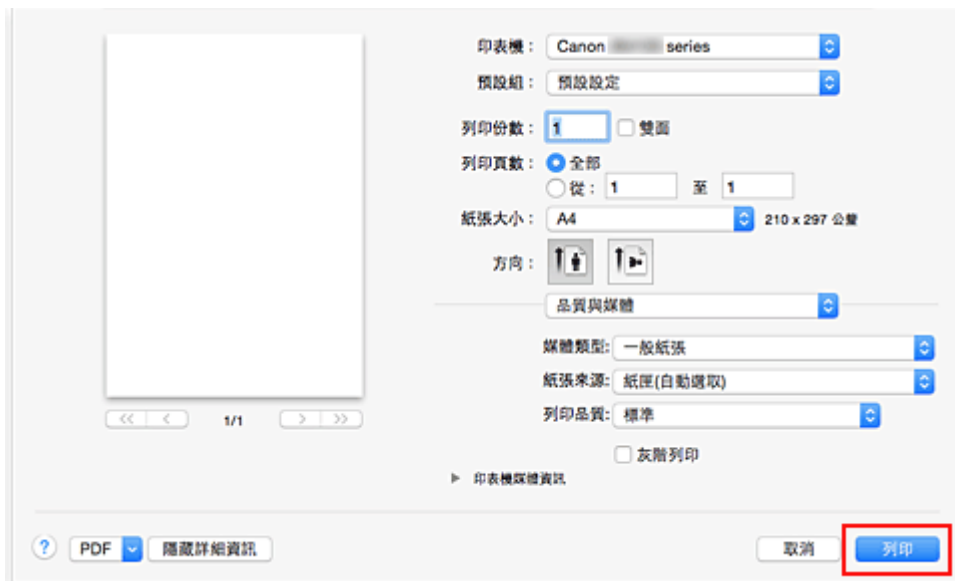 印表機： Canon series
預設組： 預設設定
列印份數： 1 雙面
列印頁數： 全部
從： 1 至 1
紙張大小： A4 210 x 297 公釐
方向：
品質與媒體
媒體類型: 一般紙張
紙張來源: 紙匣(自動選取)
列印品質: 標準
灰階列印
印表機媒體資訊
<< < 1/1 > >>
? PDF 隱藏詳細資訊 取消 列印